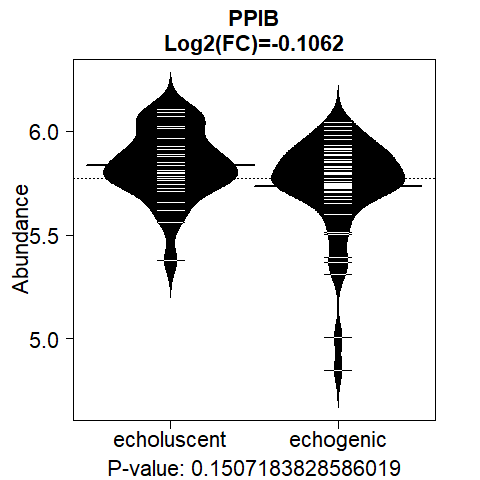 PPIB
Log2(FC)=-0.1062
Abundance
6.0
5.5
5.0
echoluscent echogenic
P-value: 0.1507183828586019